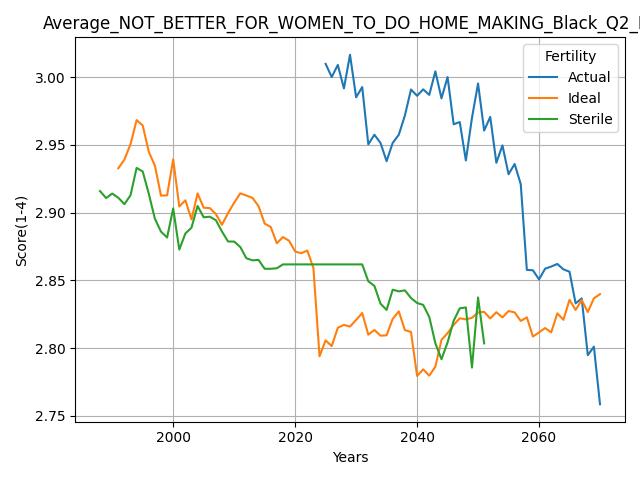 Average_NOT_BETTER_FOR_WOMEN_TO_DO_HOME_MAKING_Black_Q2_
Fertility
Actual
Ideal
Sterile
3.00
2.95
2.90
2.85
2.80
2.75
Score(1-4)
2000
2020
2040
2060
Years